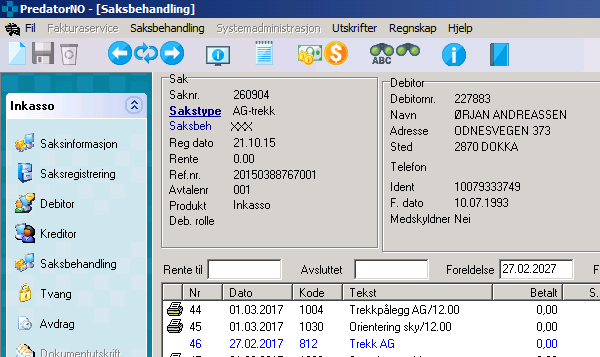 PredatorNO - [Saksbehandling]
Fil Fakturaservice Saksbehandling Systemadministrasjon Utskrifter Regnskap Hjelp
ABC
Inkasso
Saksinformasjon
Saksregistrering
Debitor
Kreditor
Saksbehandling
Tvang
Avdrag
Dokumentutskrift
Sak
Saksnr. 260904
Sakstype AG-trekk
Saksbeh XXX
Reg dato 21.10.15
Rente 0.00
Ref.nr. 20150388767001
Avtalenr 001
Produkt Inkasso
Deb. rolle
Debitor
Debitornr. 227883
Navn ØRJAN ANDREASSEN
Adresse ODNESVEGEN 373
Sted 2870 DOKKA
Telefon
Ident 10079333749
F. dato 10.07.1993
Medskyldner Nei
Rente til Avsluttet Foreldelse 27.02.2027 F
Nr Dato Kode Tekst Betalt S.
44 01.03.2017 1004 Trekkpålegg AG/12.00 0,00
45 01.03.2017 1030 Orientering sky/12.00 0,00
46 27.02.2017 812 Trekk AG 0,00